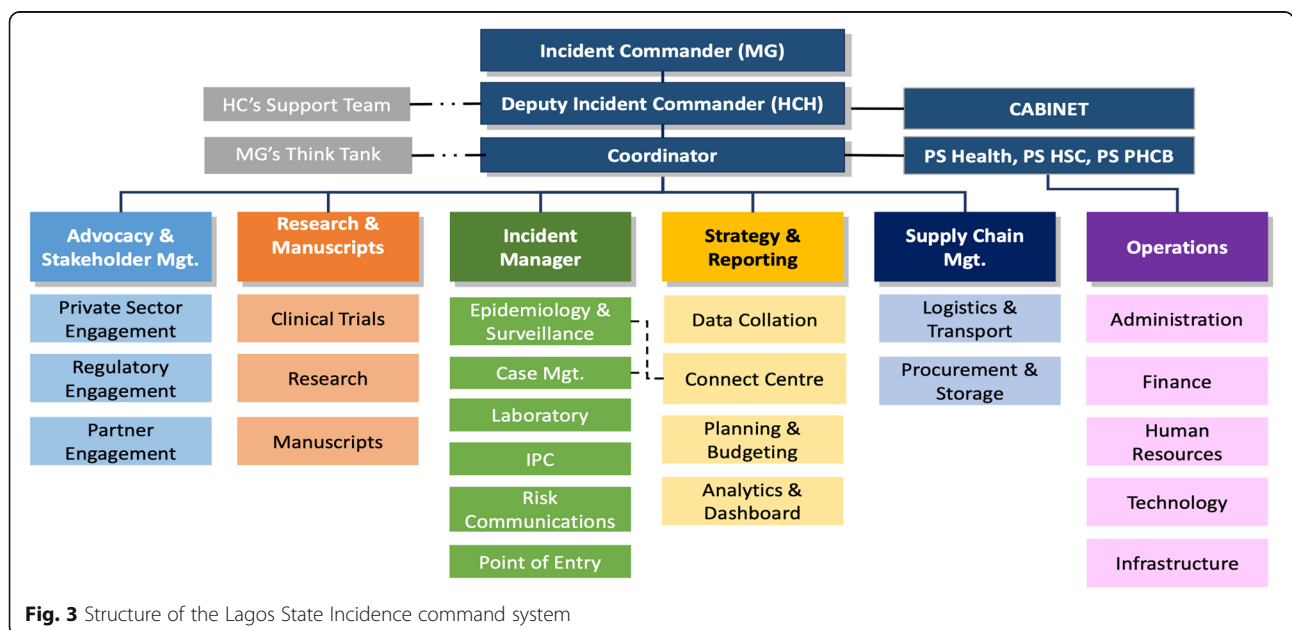 Incident Commander (MG)
HC's Support Team
Deputy Incident Commander (HCH)
CABINET
MG's Think Tank
Coordinator
PS Health, PS HSC, PS PHCB
Advocacy &
Stakeholder Mgt.
Research &
Manuscripts
Incident
Manager
Strategy &
Reporting
Supply Chain
Mgt.
Operations
Private Sector
Engagement
Regulatory
Engagement
Partner
Engagement
Clinical Trials
Research
Manuscripts
Epidemiology &
Surveillance
Case Mgt.
Laboratory
IPC
Risk
Communications
Point of Entry
Data Collation
Connect Centre
Planning &
Budgeting
Analytics &
Dashboard
Logistics &
Transport
Procurement &
Storage
Administration
Finance
Human
Resources
Technology
Infrastructure
Fig. 3 Structure of the Lagos State Incidence command system